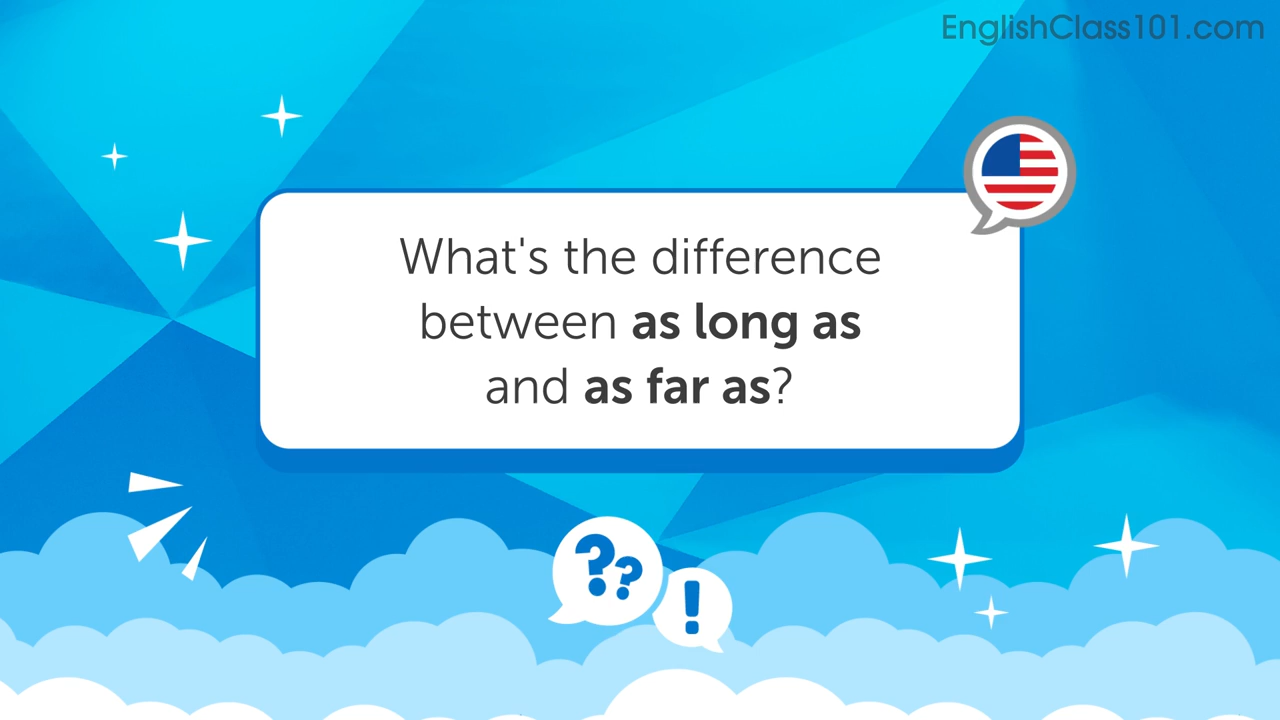 EnglishClass101.com
What's the difference
between as long as
and as far as?
??
!